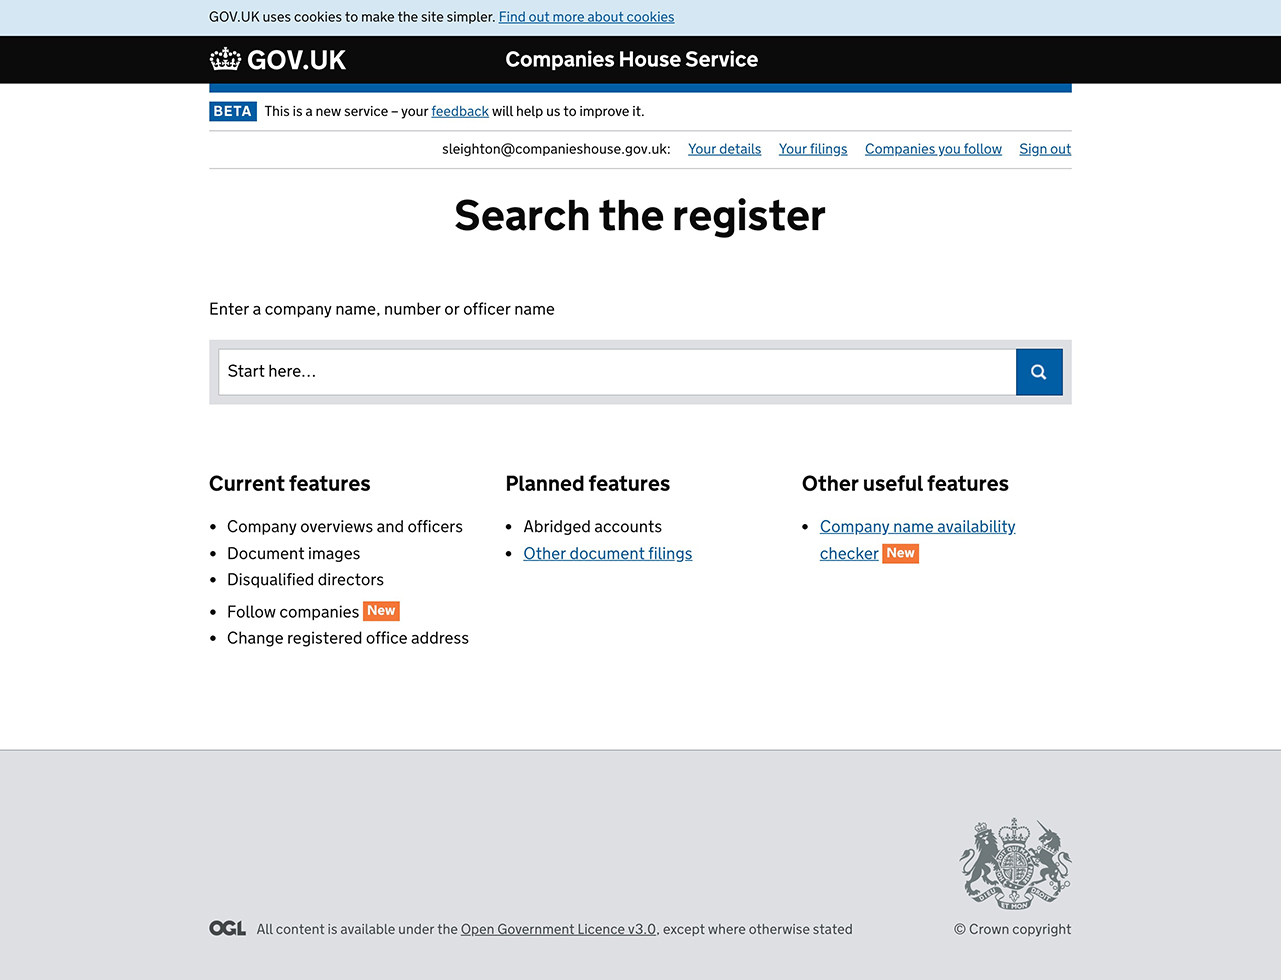 GOV.UK uses cookies to make the site simpler. Find out more about cookies
GOV.UK
Companies House Service
BETA This is a new service – your feedback will help us to improve it.
sleighton@companieshouse.gov.uk: Your details Your filings Companies you follow Sign out
Search the register
Enter a company name, number or officer name
Start here...
Current features
• Company overviews and officers
• Document images
• Disqualified directors
• Follow companies New
• Change registered office address
Planned features
• Abridged accounts
• Other document filings
Other useful features
• Company name availability
checker New
DIEU ET MON DROIT
OGL All content is available under the Open Government Licence v3.0, except where otherwise stated
© Crown copyright